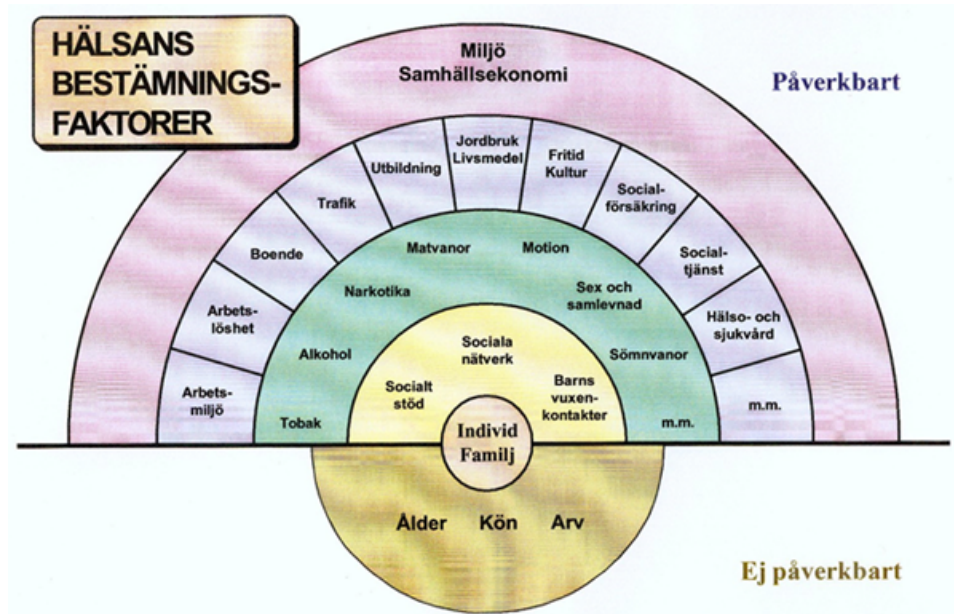 HÄLSANS
BESTÄMNINGS-
FAKTORER
Miljö
Samhällsekonomi
Påverkbart
Arbets-
miljö
Arbets-
löshet
Boende
Trafik
Utbildning
Jordbruk
Livsmedel
Fritid
Kultur
Social-
försäkring
Social-
tjänst
Hälso- och
sjukvård
m.m.
Tobak
Alkohol
Narkotika
Matvanor
Motion
Sex och
samlevnad
Sömnvanor
m.m.
Socialt
stöd
Sociala
nätverk
Barns
vuxen-
kontakter
Individ
Familj
Ålder Kön Arv
Ej påverkbart